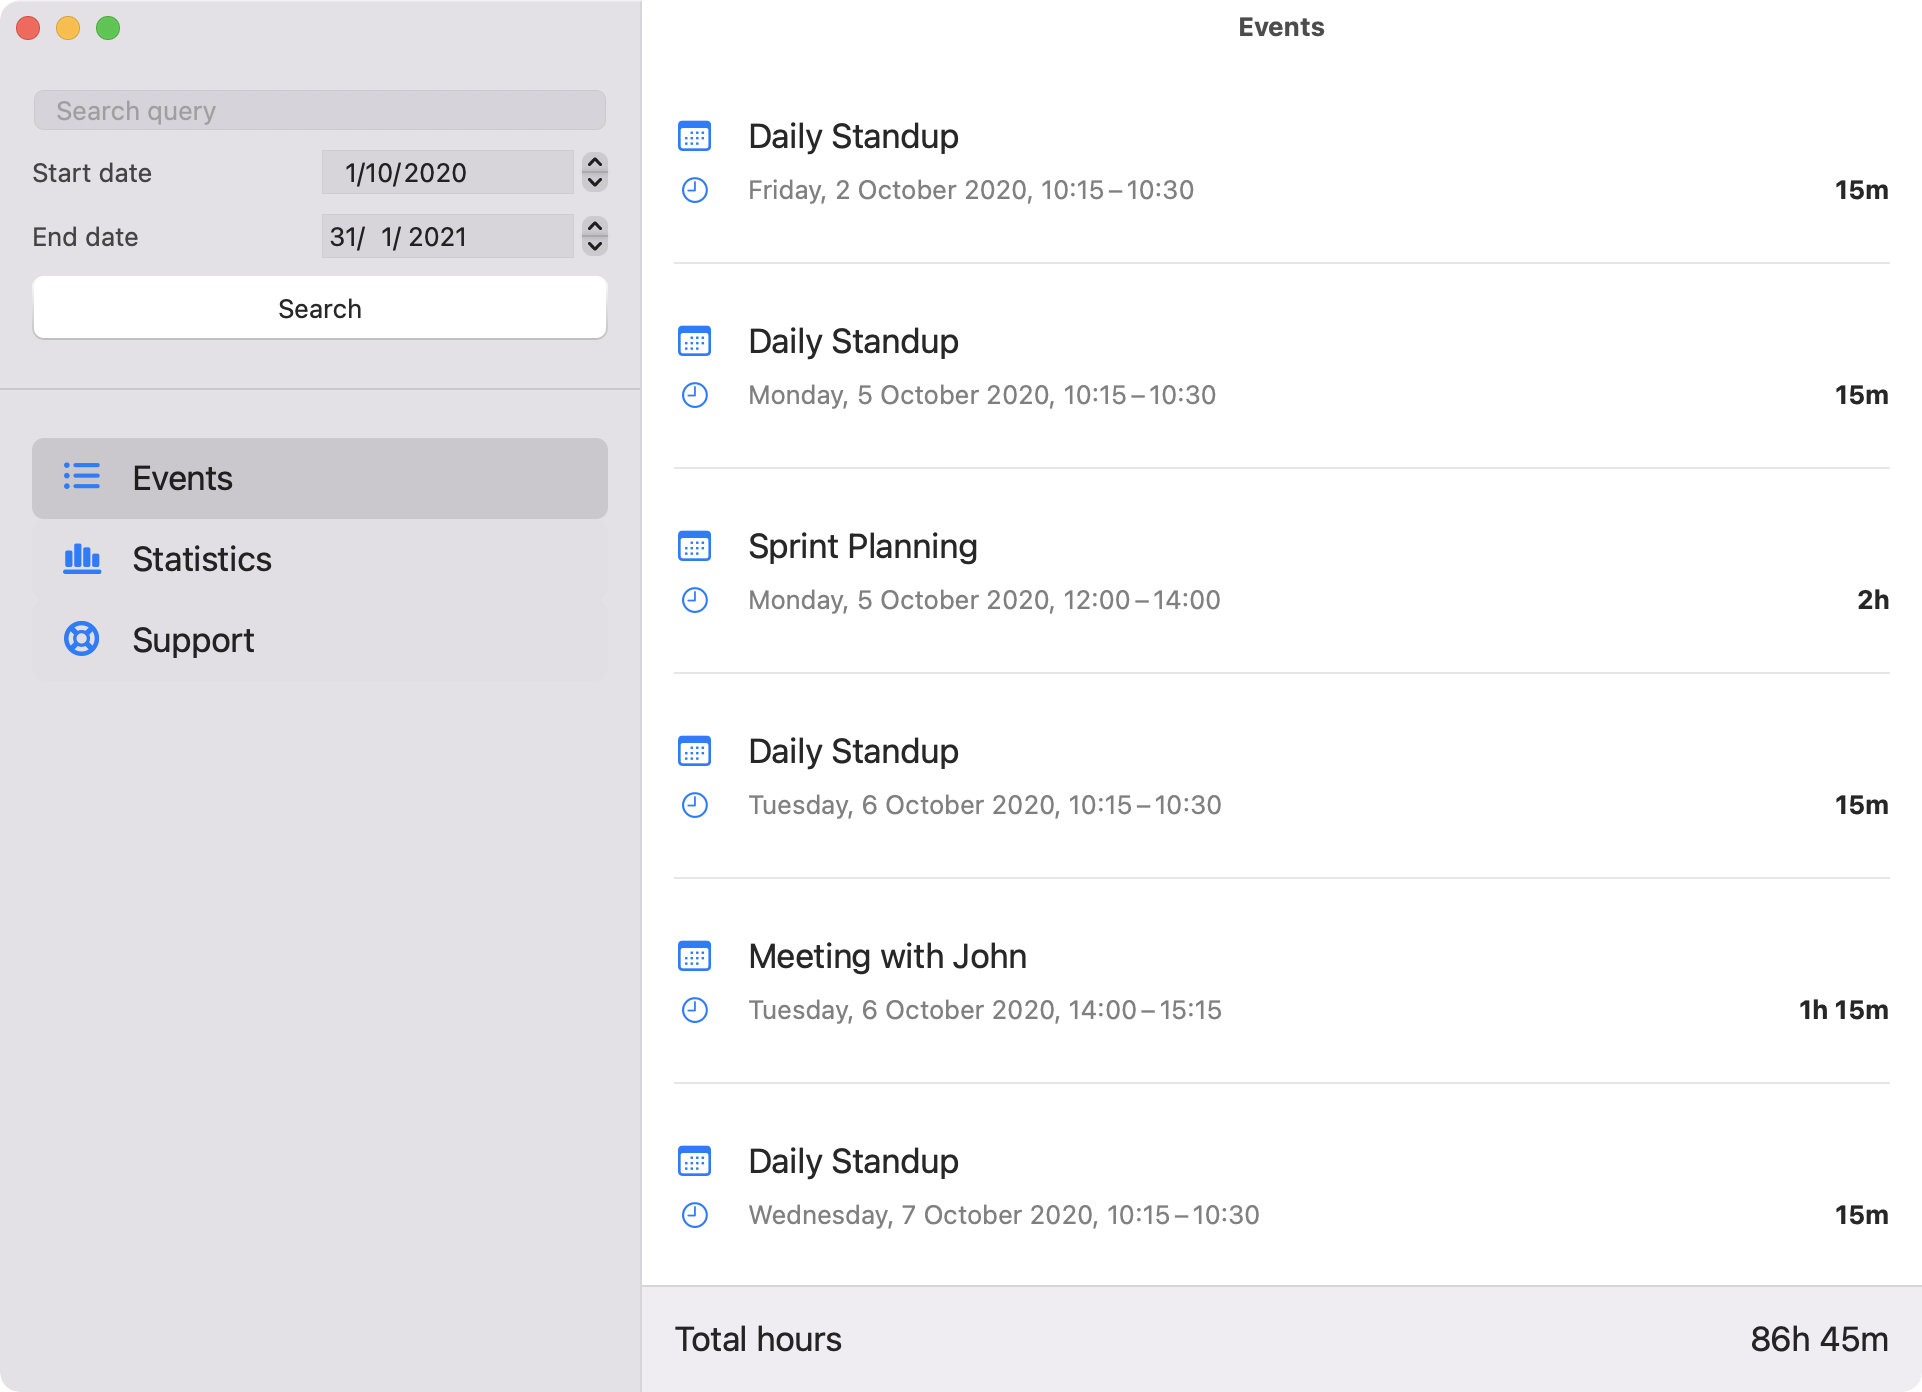 Search query
Start date
1/10/2020
End date
31/ 1/2021
Search
Events
Statistics
Support
Events
Daily Standup
Friday, 2 October 2020, 10:15–10:30
15m
Daily Standup
Monday, 5 October 2020, 10:15–10:30
15m
Sprint Planning
Monday, 5 October 2020, 12:00–14:00
2h
Daily Standup
Tuesday, 6 October 2020, 10:15–10:30
15m
Meeting with John
Tuesday, 6 October 2020, 14:00–15:15
1h 15m
Daily Standup
Wednesday, 7 October 2020, 10:15–10:30
15m
Total hours
86h 45m